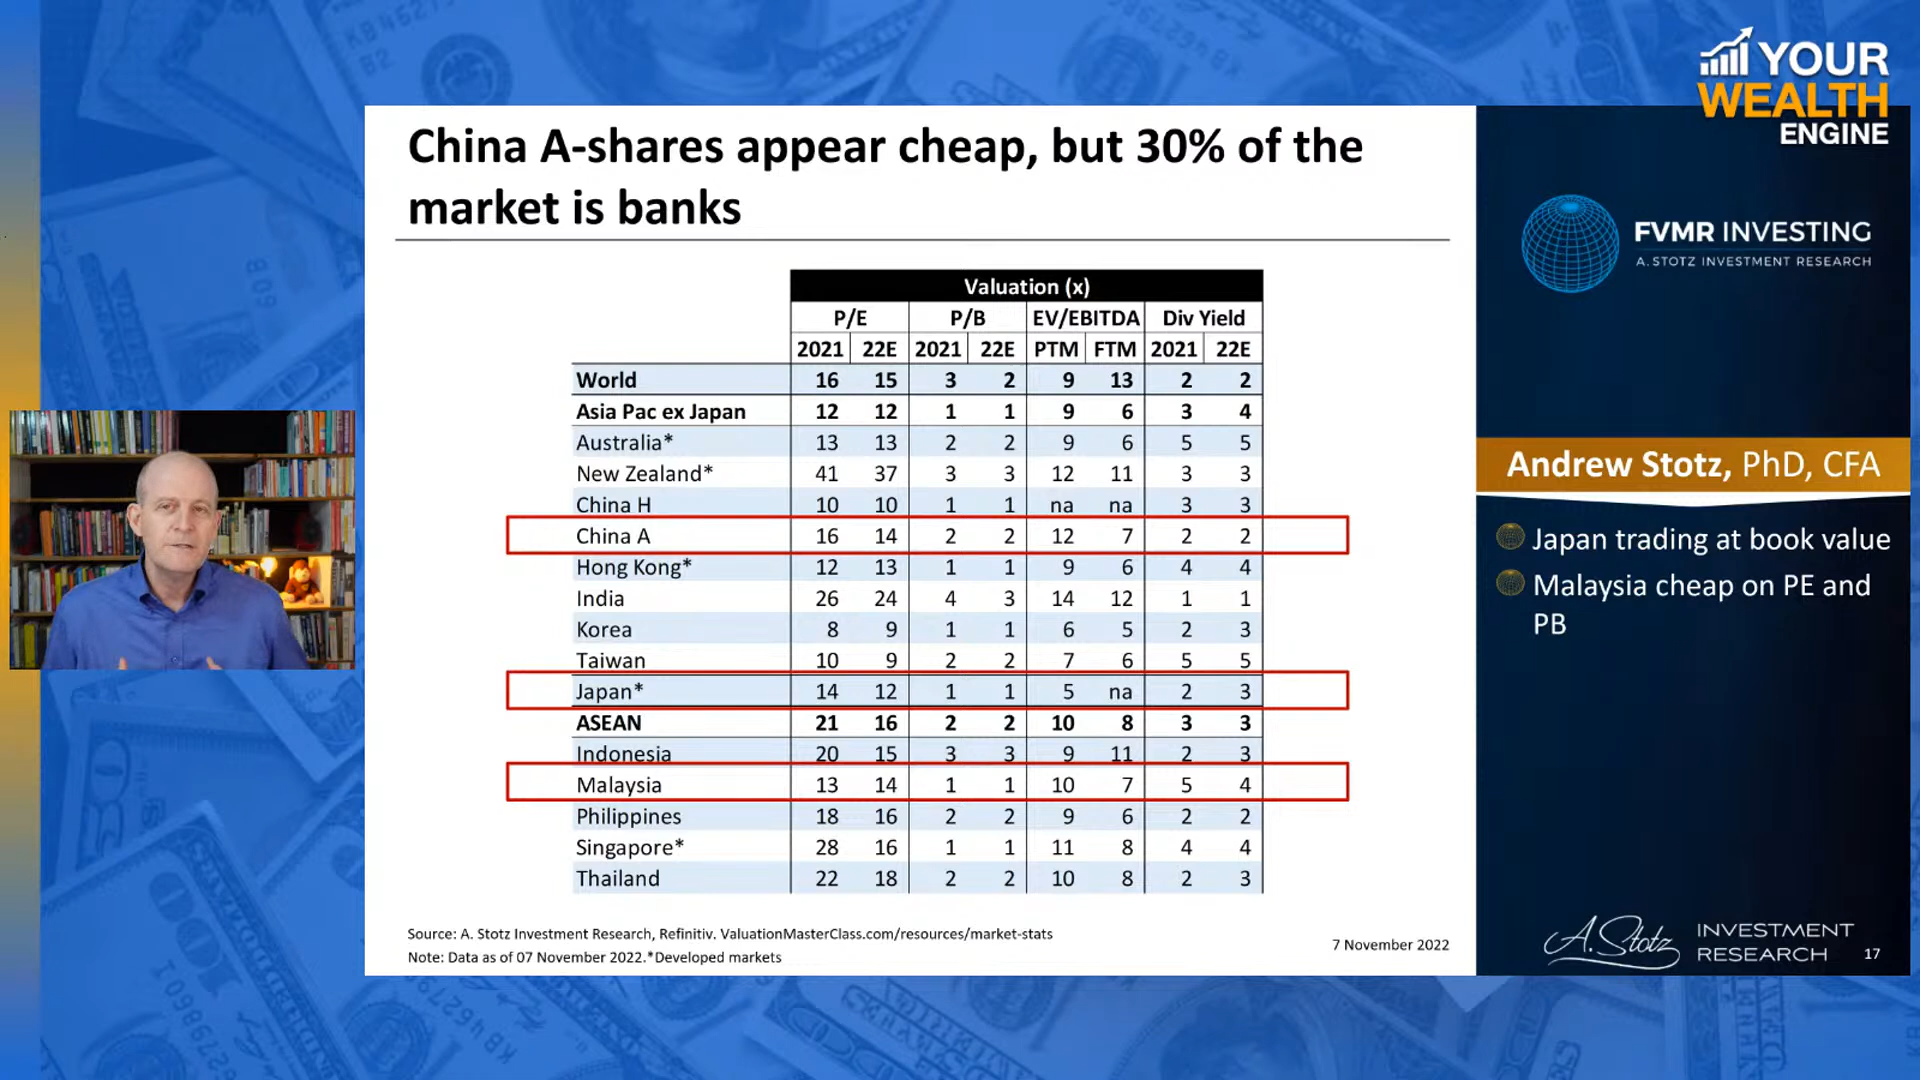 YOUR
WEALTH
ENGINE
China A-shares appear cheap, but 30% of the
market is banks
Valuation (x)
P/E P/B EV/EBITDA Div Yield
2021 22E 2021 22E PTM FTM 2021 22E
World 16 15 3 2 9 13 2 2
Asia Pac ex Japan 12 12 1 1 9 6 3 4
Australia* 13 13 2 2 9 6 5 5
New Zealand* 41 37 3 3 12 11 3 3
China H 10 10 1 1 na na 3 3
China A 16 14 2 2 12 7 2 2
Hong Kong* 12 13 1 1 9 6 4 4
India 26 24 4 3 14 12 1 1
Korea 8 9 1 1 6 5 2 3
Taiwan 10 9 2 2 7 6 5 5
Japan* 14 12 1 1 5 na 2 3
ASEAN 21 16 2 2 10 8 3 3
Indonesia 20 15 3 3 9 11 2 3
Malaysia 13 14 1 1 10 7 5 4
Philippines 18 16 2 2 9 6 2 2
Singapore* 28 16 1 1 11 8 4 4
Thailand 22 18 2 2 10 8 2 3
Source: A. Stotz Investment Research, Refinitiv. ValuationMasterClass.com/resources/market-stats
Note: Data as of 07 November 2022.*Developed markets
7 November 2022
FVMR INVESTING
A. STOTZ INVESTMENT RESEARCH
Andrew Stotz, PhD, CFA
Japan trading at book value
Malaysia cheap on PE and
PB
A. Stotz
INVESTMENT
RESEARCH
17